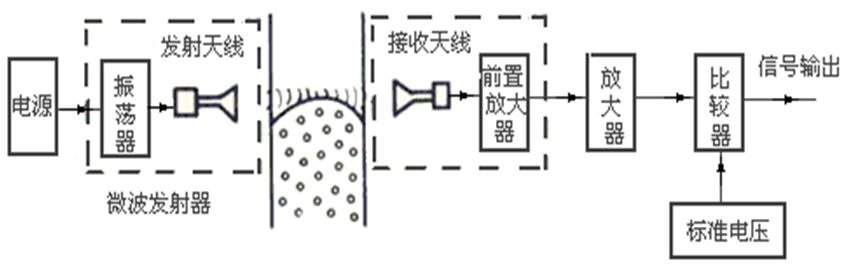 电源
振荡器
发射天线
微波发射器
接收天线
前置放大器
放大器
比较器
信号输出
标准电压